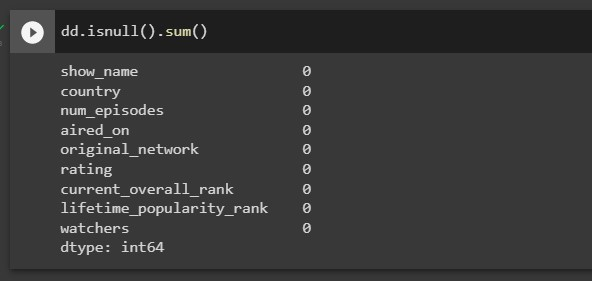 dd.isnull().sum()
show_name 0
country 0
num_episodes 0
aired_on 0
original_network 0
rating 0
current_overall_rank 0
lifetime_popularity_rank 0
watchers 0
dtype: int64